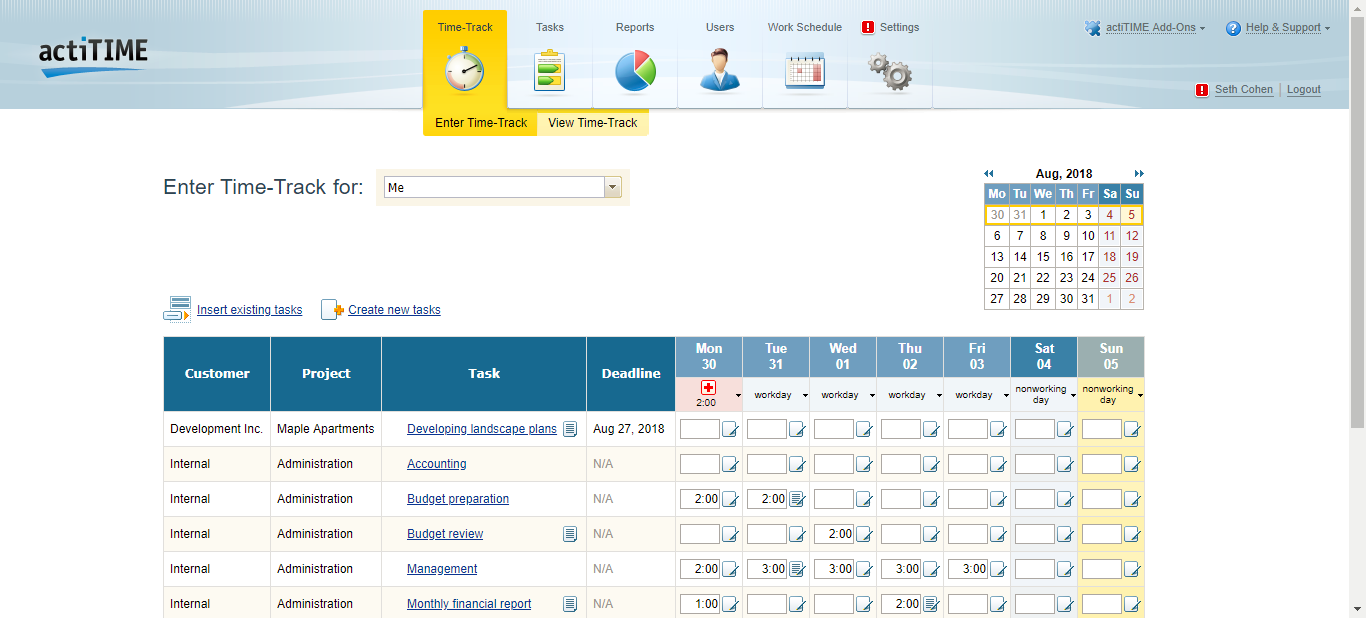 actiTIME
Time-Track Tasks Reports Users Work Schedule Settings
actiTIME Add-Ons Help & Support
Seth Cohen Logout
Enter Time-Track View Time-Track
Enter Time-Track for: Me
Aug, 2018
Mo Tu We Th Fr Sa Su
30 31 1 2 3 4 5
6 7 8 9 10 11 12
13 14 15 16 17 18 19
20 21 22 23 24 25 26
27 28 29 30 31 1 2
Insert existing tasks Create new tasks
Customer Project Task Deadline Mon 30 Tue 31 Wed 01 Thu 02 Fri 03 Sat 04 Sun 05
2:00 workday workday workday workday nonworking day nonworking day
Development Inc. Maple Apartments Developing landscape plans Aug 27, 2018
Internal Administration Accounting N/A
Internal Administration Budget preparation N/A 2:00 2:00
Internal Administration Budget review N/A 2:00
Internal Administration Management N/A 2:00 3:00 3:00 3:00 3:00
Internal Administration Monthly financial report N/A 1:00 2:00